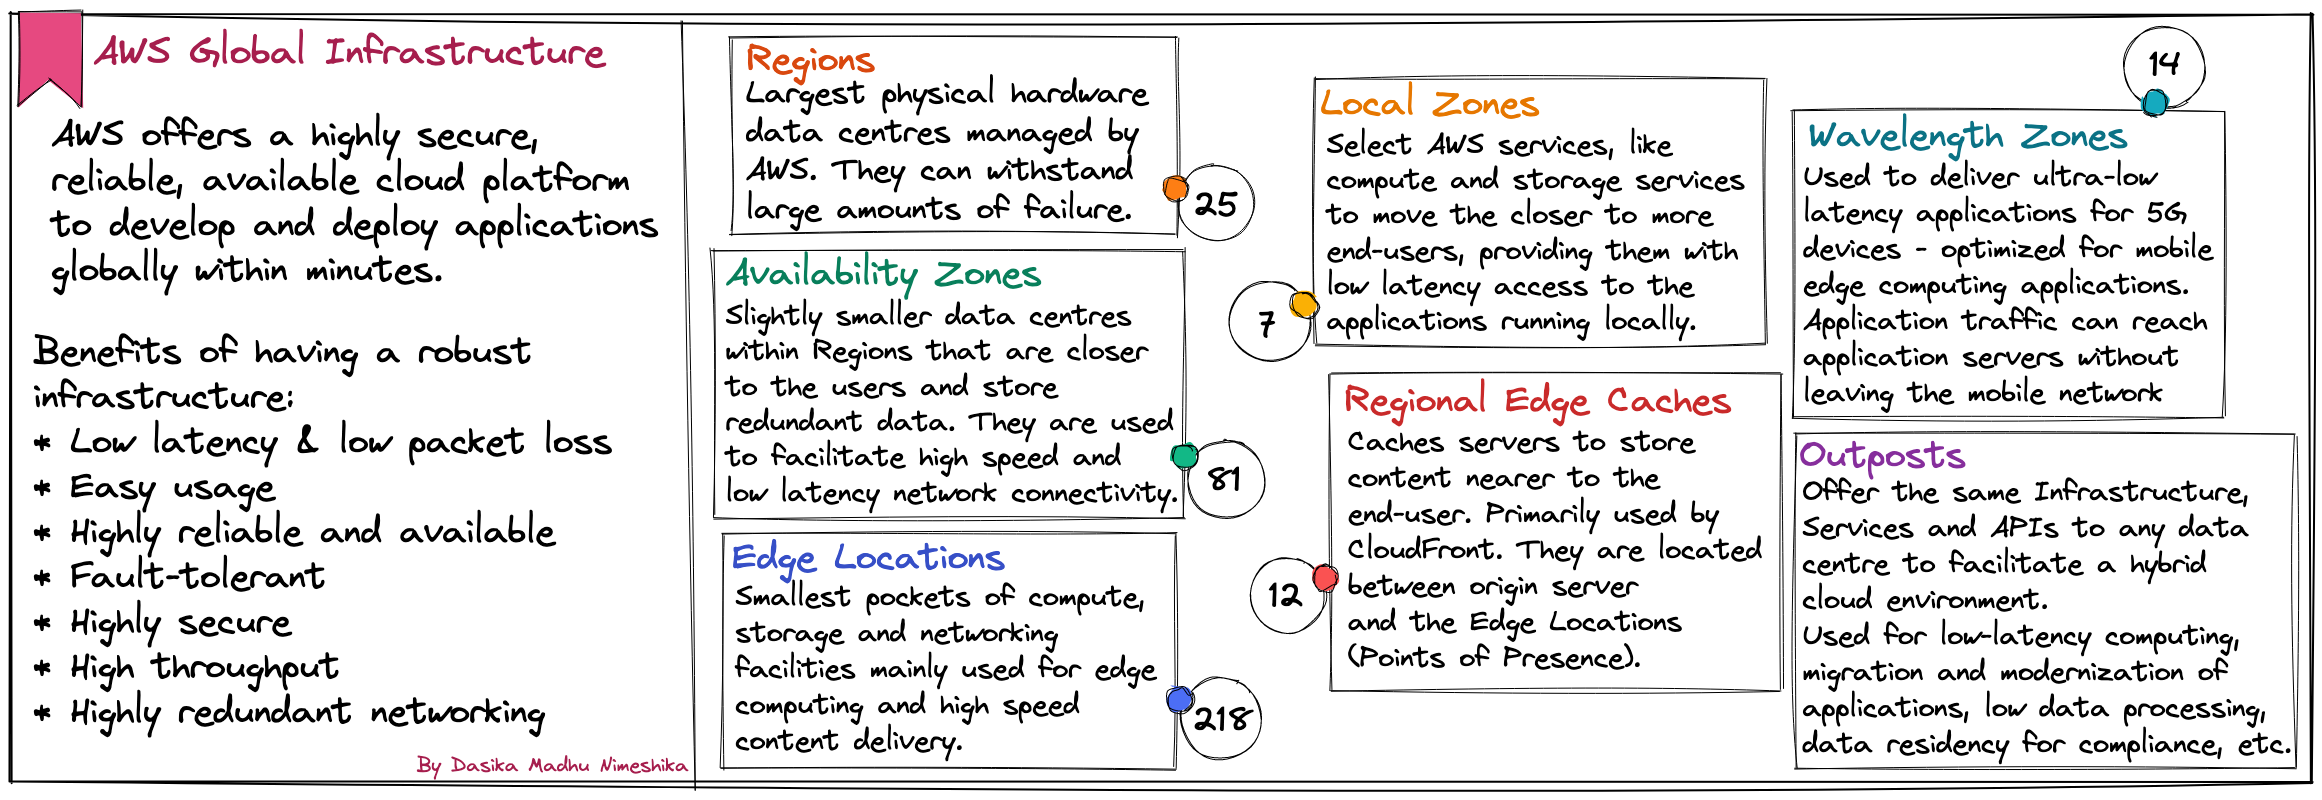 AWS Global Infrastructure
AWS offers a highly secure,
reliable, available cloud platform
to develop and deploy applications
globally within minutes.
Benefits of having a robust
infrastructure:
* Low latency & low packet loss
* Easy usage
* Highly reliable and available
* Fault-tolerant
* Highly secure
* High throughput
* Highly redundant networking
By Dasika Madhu Nimeshika
Regions
Largest physical hardware
data centres managed by
AWS. They can withstand
large amounts of failure.
25
Availability Zones
Slightly smaller data centres
within Regions that are closer
to the users and store
redundant data. They are used
to facilitate high speed and
low latency network connectivity.
81
Edge Locations
Smallest pockets of compute,
storage and networking
facilities mainly used for edge
computing and high speed
content delivery.
218
Local Zones
Select AWS services, like
compute and storage services
to move the closer to more
end-users, providing them with
low latency access to the
applications running locally.
7
Regional Edge Caches
Caches servers to store
content nearer to the
end-user. Primarily used by
CloudFront. They are located
between origin server
and the Edge Locations
(Points of Presence).
12
14
Wavelength Zones
Used to deliver ultra-low
latency applications for 5G
devices - optimized for mobile
edge computing applications.
Application traffic can reach
application servers without
leaving the mobile network
Outposts
Offer the same Infrastructure,
Services and APIs to any data
centre to facilitate a hybrid
cloud environment.
Used for low-latency computing,
migration and modernization of
applications, low data processing,
data residency for compliance, etc.